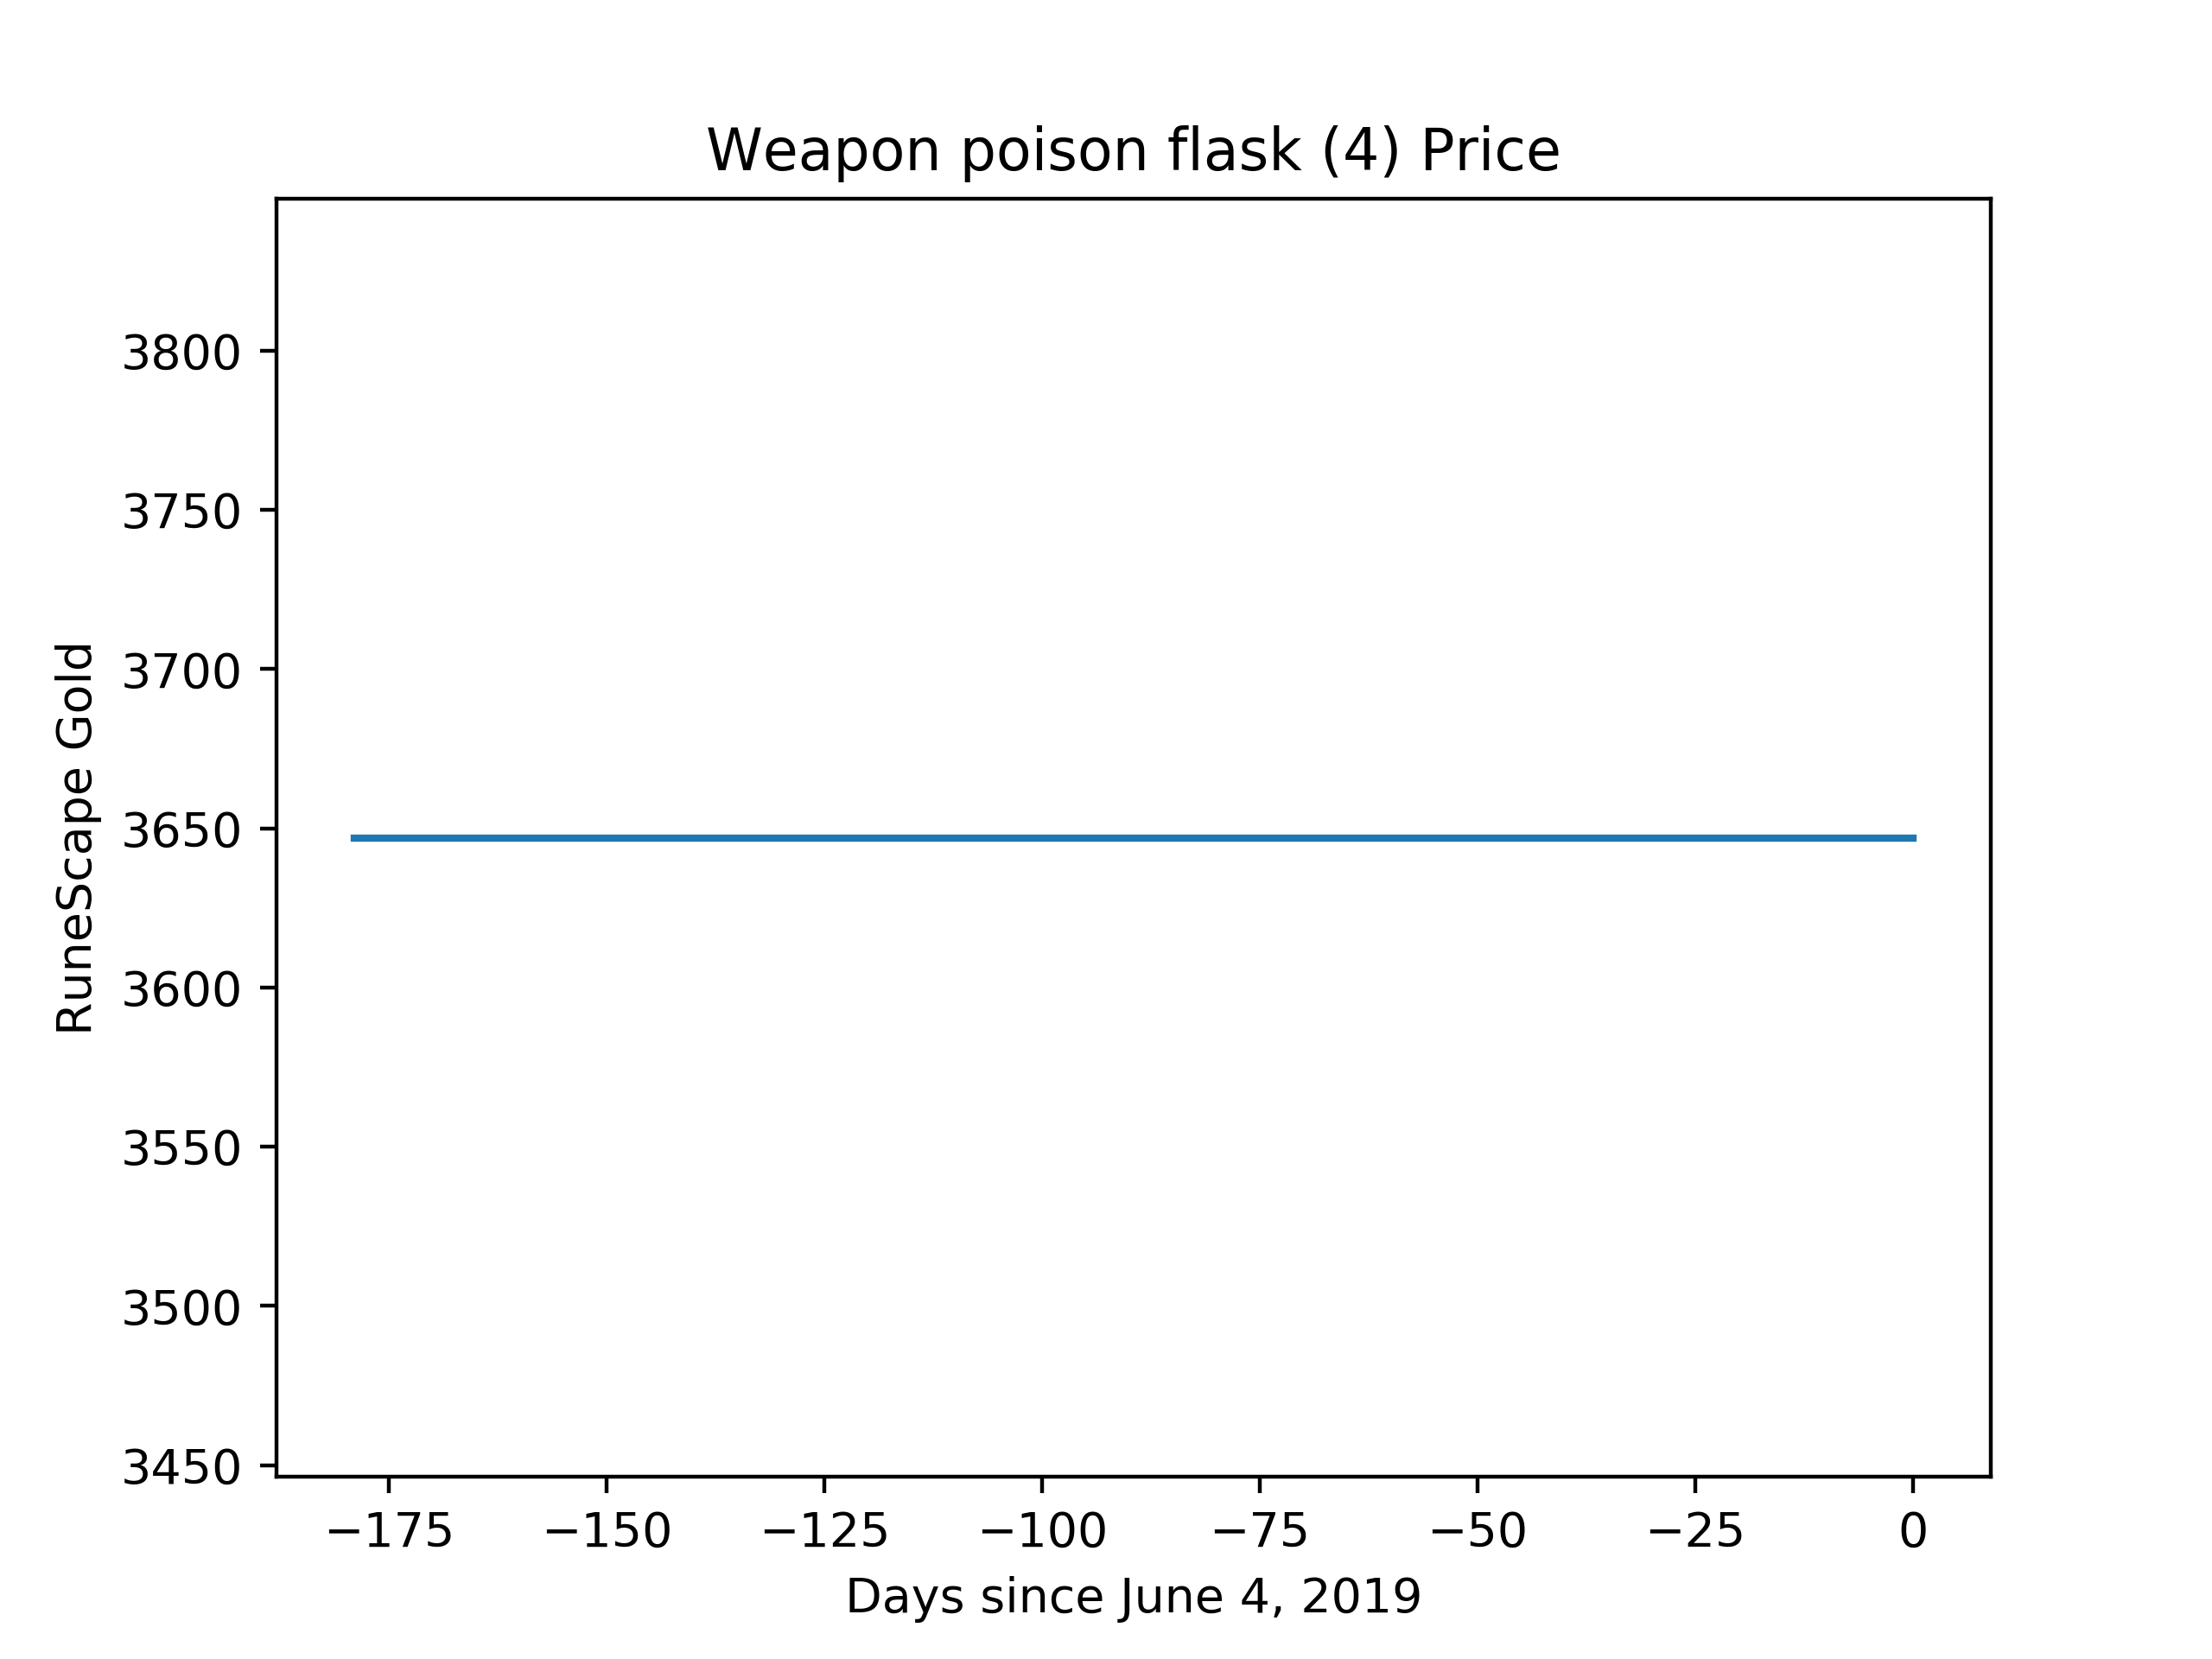 Weapon poison flask (4) Price
RuneScape Gold
3800
3750
3700
3650
3600
3550
3500
3450
−175 −150 −125 −100 −75 −50 −25 0
Days since June 4, 2019